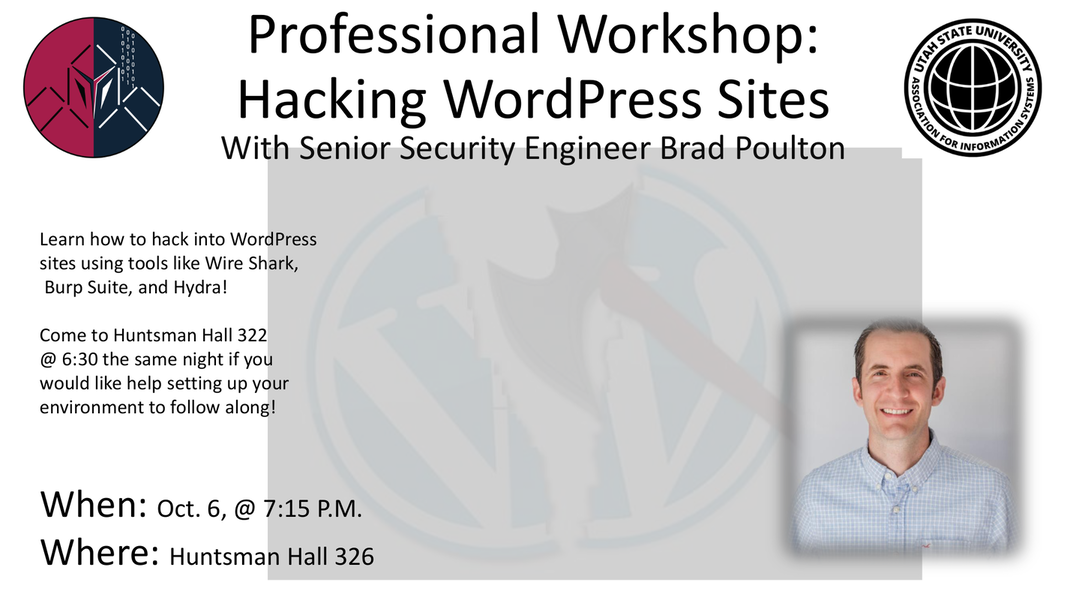 Professional Workshop:
Hacking WordPress Sites
With Senior Security Engineer Brad Poulton
UTAH STATE UNIVERSITY
ASSOCIATION FOR INFORMATION SYSTEMS
Learn how to hack into WordPress
sites using tools like Wire Shark,
Burp Suite, and Hydra!
Come to Huntsman Hall 322
@ 6:30 the same night if you
would like help setting up your
environment to follow along!
When: Oct. 6, @ 7:15 P.M.
Where: Huntsman Hall 326